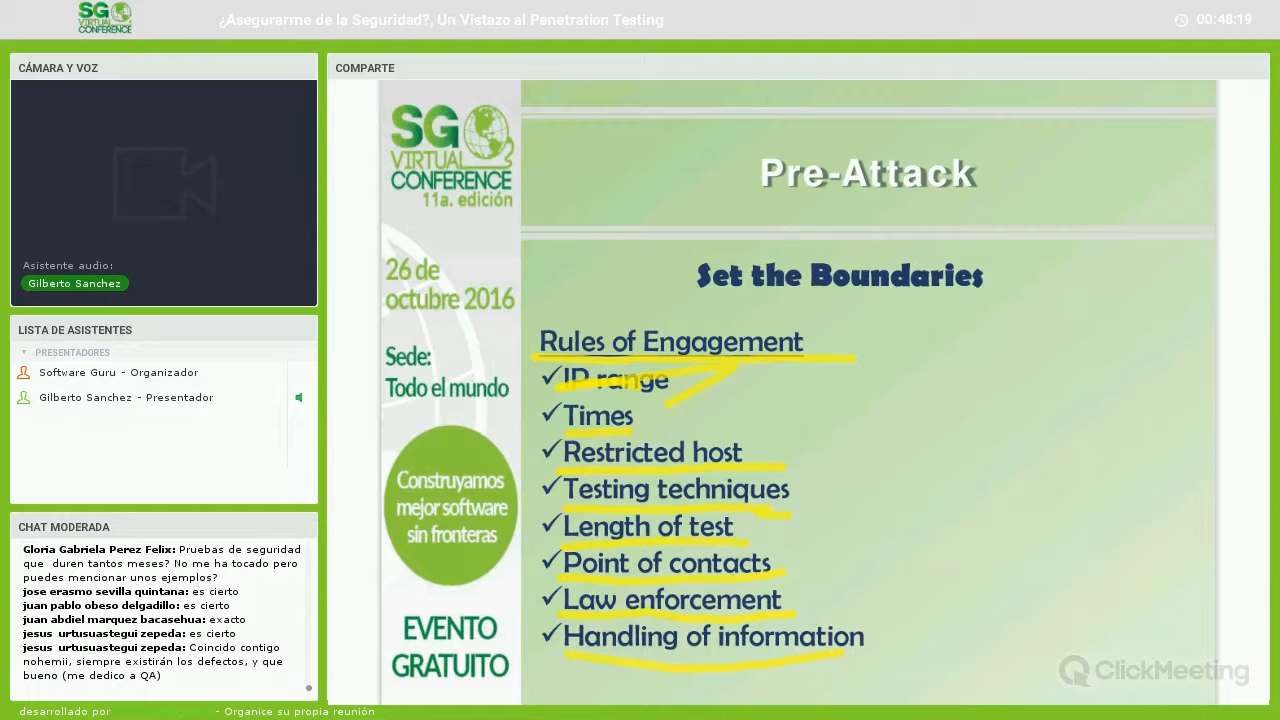 SG
VIRTUAL
CONFERENCE
¿Asegurarme de la Seguridad?, Un Vistazo al Penetration Testing
00:48:19
CÁMARA Y VOZ
Asistente audio:
Gilberto Sanchez
LISTA DE ASISTENTES
PRESENTADORES
Software Guru - Organizador
Gilberto Sanchez - Presentador
CHAT MODERADA
Gloria Gabriela Perez Felix: Pruebas de seguridad
que duren tantos meses? No me ha tocado pero
puedes mencionar unos ejemplos?
jose erasmo sevilla quintana: es cierto
juan pablo obeso delgadillo: es cierto
juan abdiel marquez bacasehua: exacto
jesus urtusuastegui zepeda: es cierto
jesus urtusuastegui zepeda: Coincido contigo
nohemii, siempre existirán los defectos, y que
bueno (me dedico a QA)
COMPARTE
SG
VIRTUAL
CONFERENCE
11a. edición
26 de
octubre 2016
Sede:
Todo el mundo
Construyamos
mejor software
sin fronteras
EVENTO
GRATUITO
Pre-Attack
Set the Boundaries
Rules of Engagement
✓IP range
✓Times
✓Restricted host
✓Testing techniques
✓Length of test
✓Point of contacts
✓Law enforcement
✓Handling of information
ClickMeeting
desarrollado por
- Organice su propia reunión